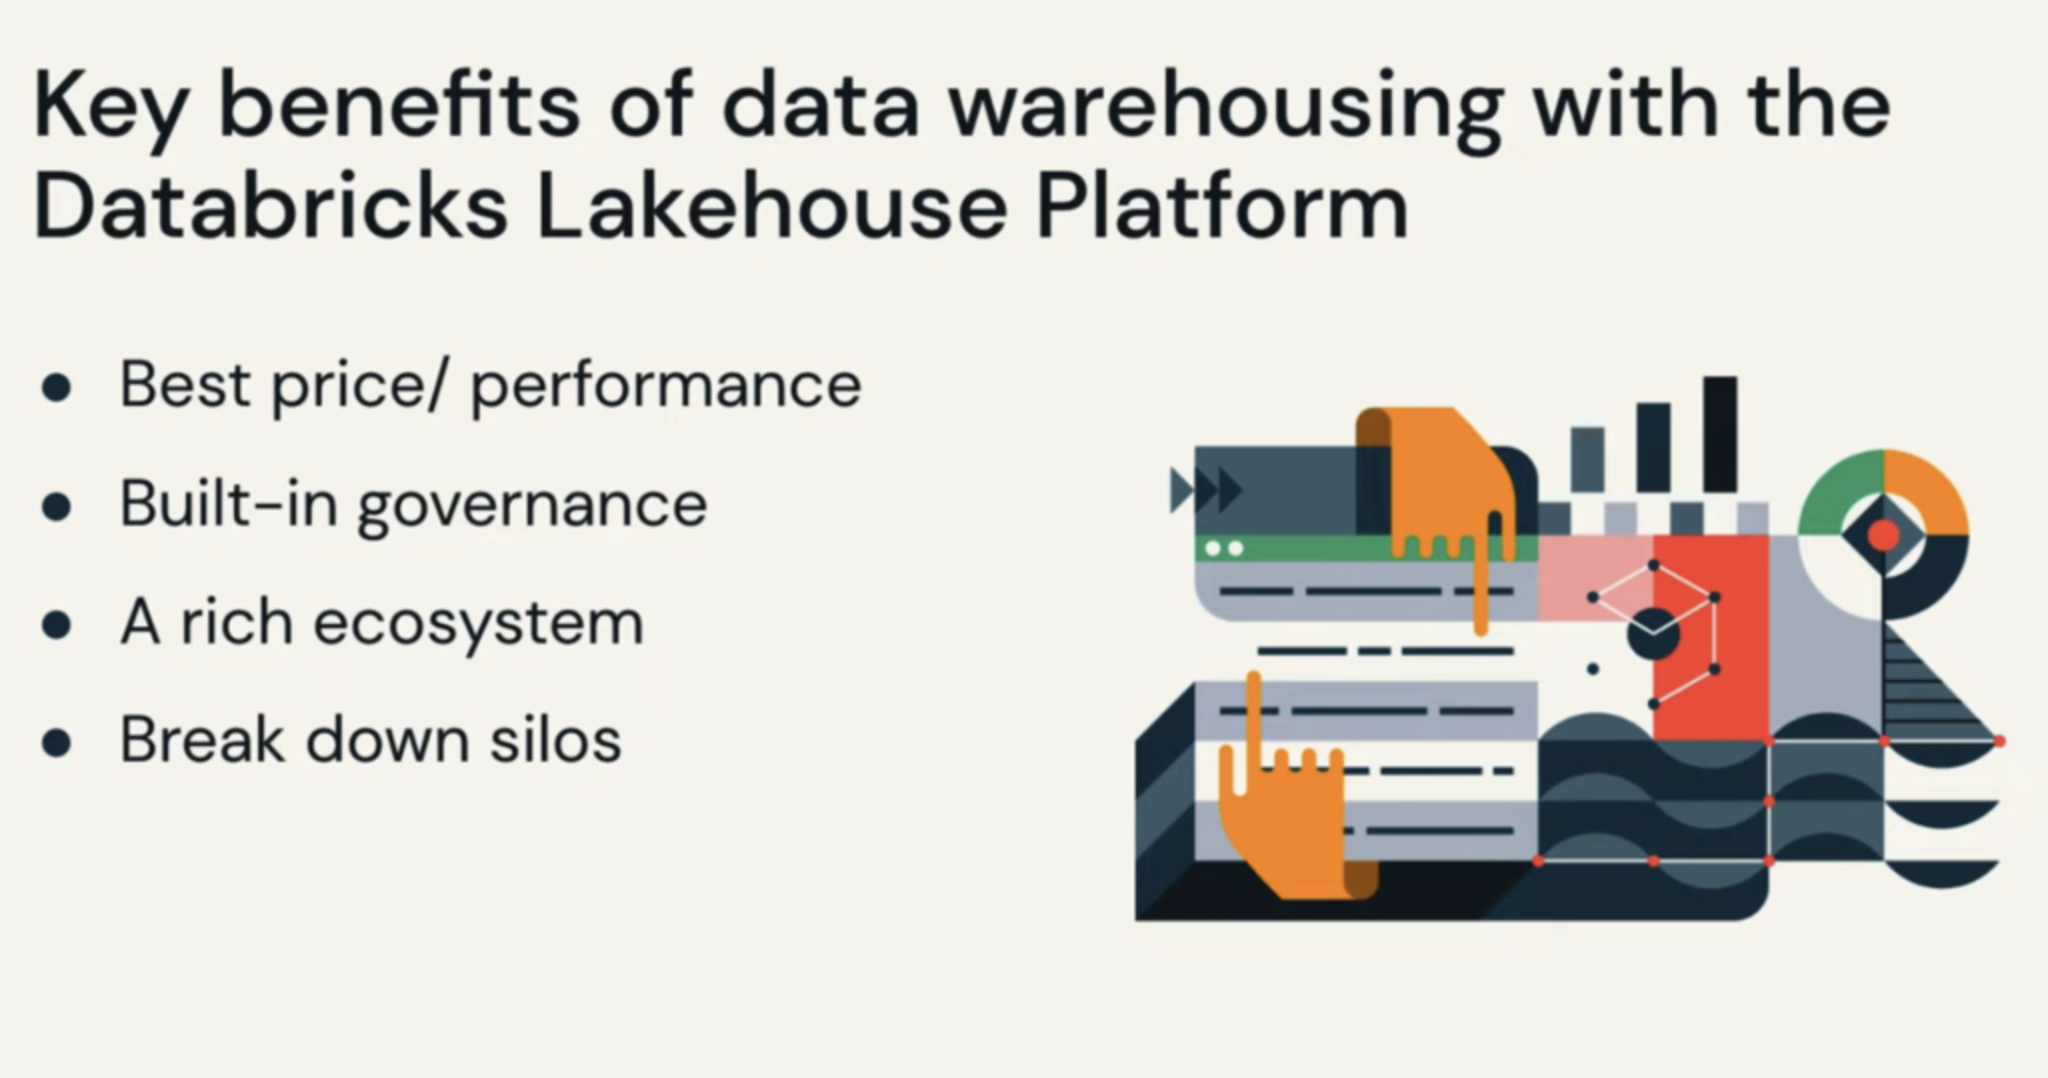 Key benefits of data warehousing with the
Databricks Lakehouse Platform
• Best price/ performance
• Built-in governance
• A rich ecosystem
• Break down silos